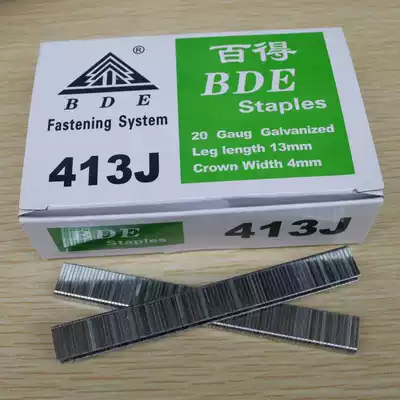 ®
BDE
Fastening System
413J
百得
BDE
Staples
20 Gaug Galvanized
Leg length 13mm
Crown Width 4mm
BDE
Staples
413J